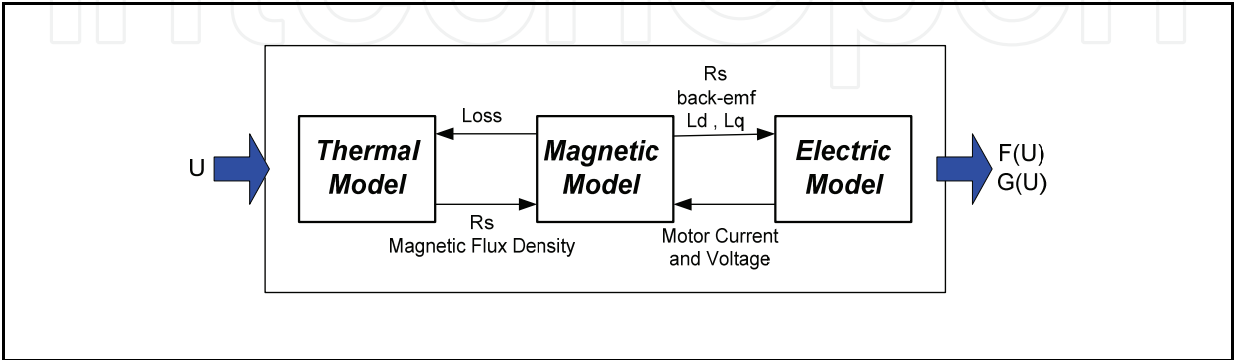 intechopen
U
Thermal
Model
Loss
Rs
Magnetic Flux Density
Magnetic
Model
Rs
back-emf
Ld , Lq
Motor Current
and Voltage
Electric
Model
F(U)
G(U)